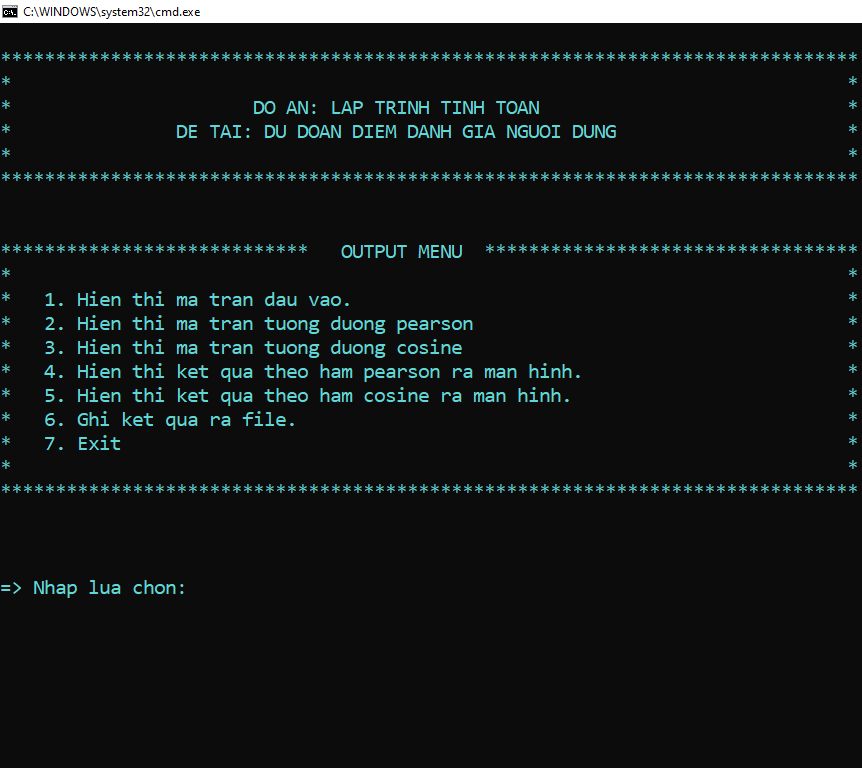 C:\WINDOWS\system32\cmd.exe
******************************************************************************
* *
* DO AN: LAP TRINH TINH TOAN *
* DE TAI: DU DOAN DIEM DANH GIA NGUOI DUNG *
* *
******************************************************************************
**************************** OUTPUT MENU **********************************
* *
* 1. Hien thi ma tran dau vao. *
* 2. Hien thi ma tran tuong duong pearson *
* 3. Hien thi ma tran tuong duong cosine *
* 4. Hien thi ket qua theo ham pearson ra man hinh. *
* 5. Hien thi ket qua theo ham cosine ra man hinh. *
* 6. Ghi ket qua ra file. *
* 7. Exit *
* *
******************************************************************************
=> Nhap lua chon: